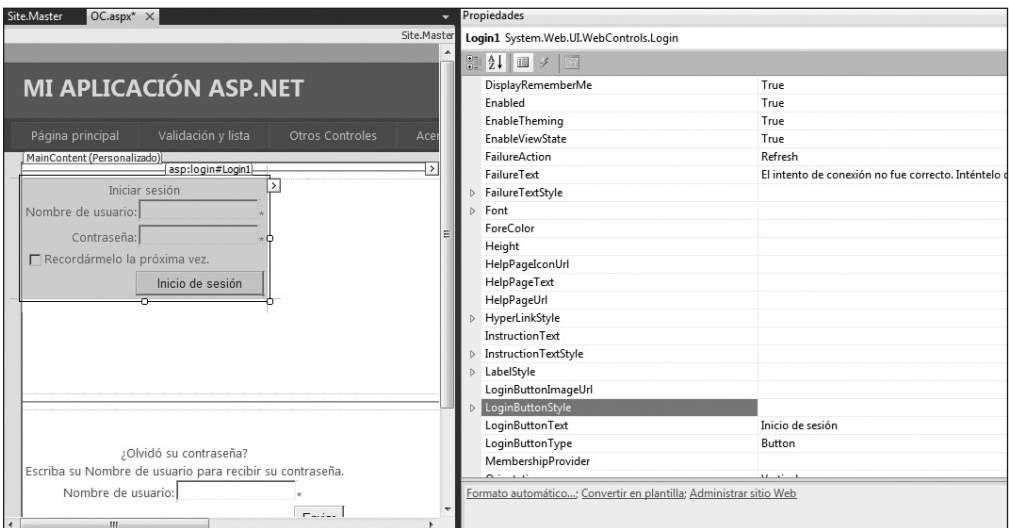 Site.Master OC.aspx* ×
Site.Master
MI APLICACIÓN ASP.NET
Página principal Validación y lista Otros Controles Acer
MainContent (Personalizado)
asp:login#Login1
Iniciar sesión
Nombre de usuario: *
Contraseña: *
Recordármelo la próxima vez.
Inicio de sesión
¿Olvidó su contraseña?
Escriba su Nombre de usuario para recibir su contraseña.
Nombre de usuario: *
Propiedades
Login1 System.Web.UI.WebControls.Login
DisplayRememberMe True
Enabled True
EnableTheming True
EnableViewState True
FailureAction Refresh
FailureText El intento de conexión no fue correcto. Inténtelo
FailureTextStyle
Font
ForeColor
Height
HelpPageIconUrl
HelpPageText
HelpPageUrl
HyperLinkStyle
InstructionText
InstructionTextStyle
LabelStyle
LoginButtonImageUrl
LoginButtonStyle
LoginButtonText Inicio de sesión
LoginButtonType Button
MembershipProvider
Formato automático...; Convertir en plantilla; Administrar sitio Web